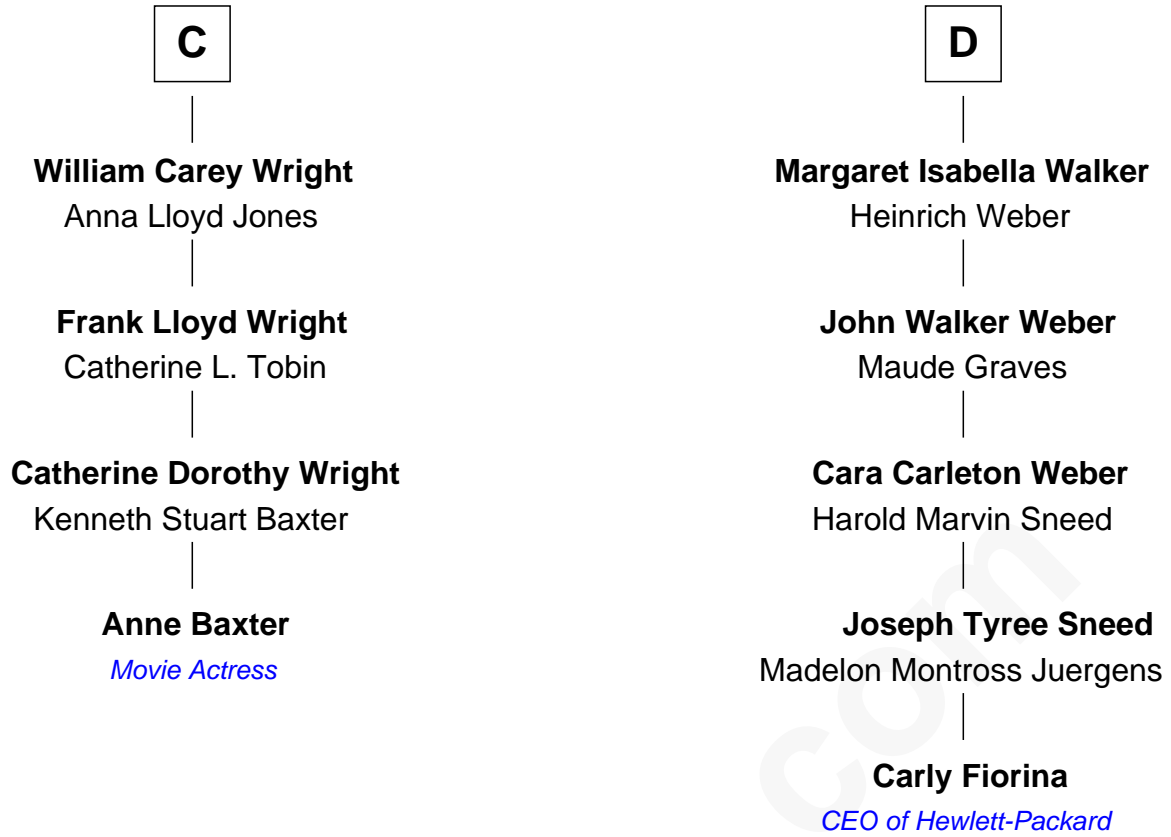 C
William Carey Wright
Anna Lloyd Jones
Frank Lloyd Wright
Catherine L. Tobin
Catherine Dorothy Wright
Kenneth Stuart Baxter
Anne Baxter
Movie Actress
D
Margaret Isabella Walker
Heinrich Weber
John Walker Weber
Maude Graves
Cara Carleton Weber
Harold Marvin Sneed
Joseph Tyree Sneed
Madelon Montross Juergens
Carly Fiorina
CEO of Hewlett-Packard
com